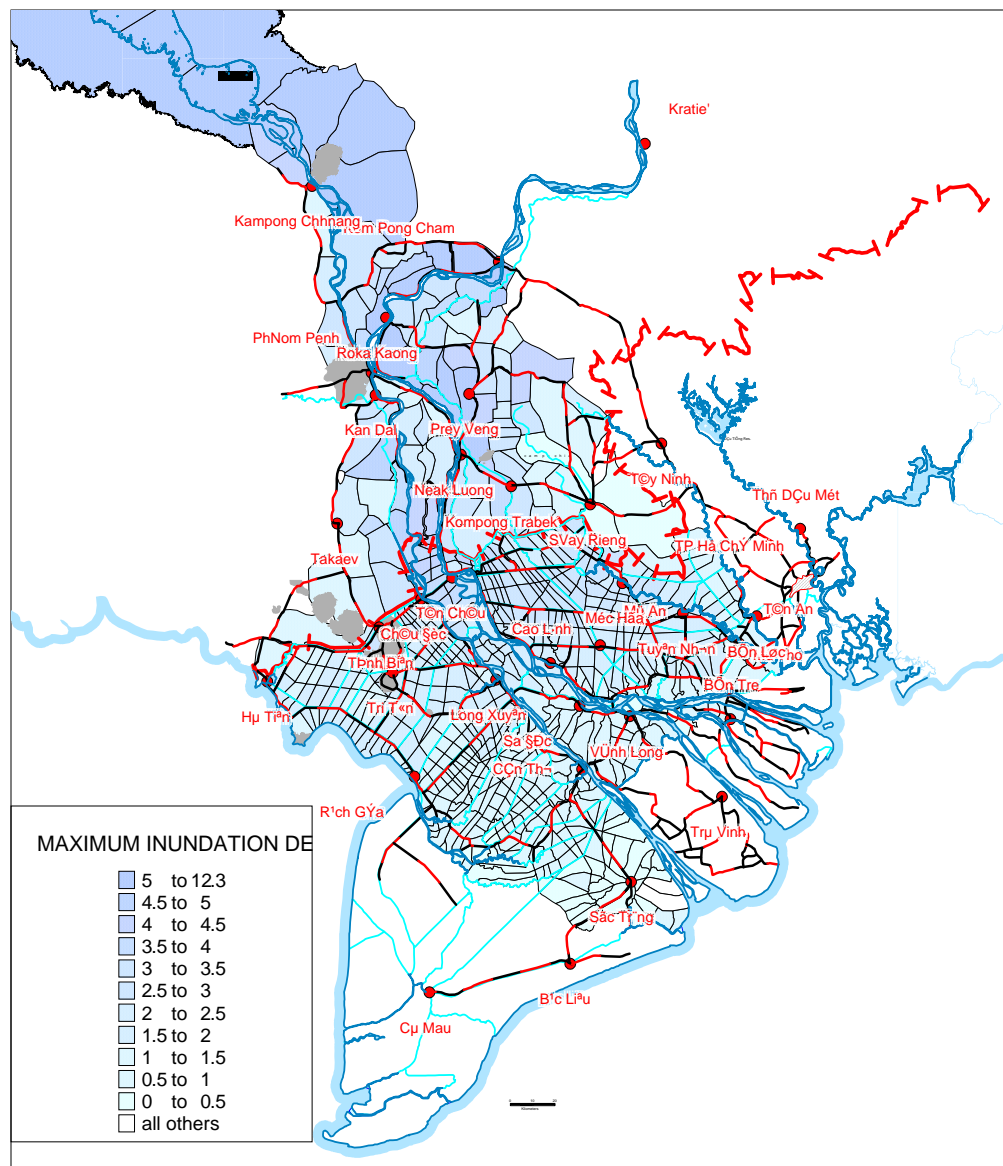 Kratie'
Kampong Chhnang
Kem Pong Cham
PhNom Penh
Roka Kaong
Kan Dal
Prey Veng
Neak Luong
T©y Ninh
Thñ DÇu Mét
Kompong Trabek
SVay Rieng
TP Hå ChÝ Minh
Takaev
T©n Ch©u
Méc Hãa
T©n An
Ch©u §èc
Cao L·nh
Tuyªn Nh¬n
BÕn Løc
TÞnh Biªn
BÕn Tre
Hµ Tiªn
Tri T«n
Long Xuyªn
Sa §Ðc
VÜnh Long
CÇn Th¬
R¹ch GÝa
Trµ Vinh
Sãc Tr¨ng
B¹c Liªu
Cµ Mau
MAXIMUM INUNDATION DE
5 to 12.3
4.5 to 5
4 to 4.5
3.5 to 4
3 to 3.5
2.5 to 3
2 to 2.5
1.5 to 2
1 to 1.5
0.5 to 1
0 to 0.5
all others
0 10 20
Kilometers